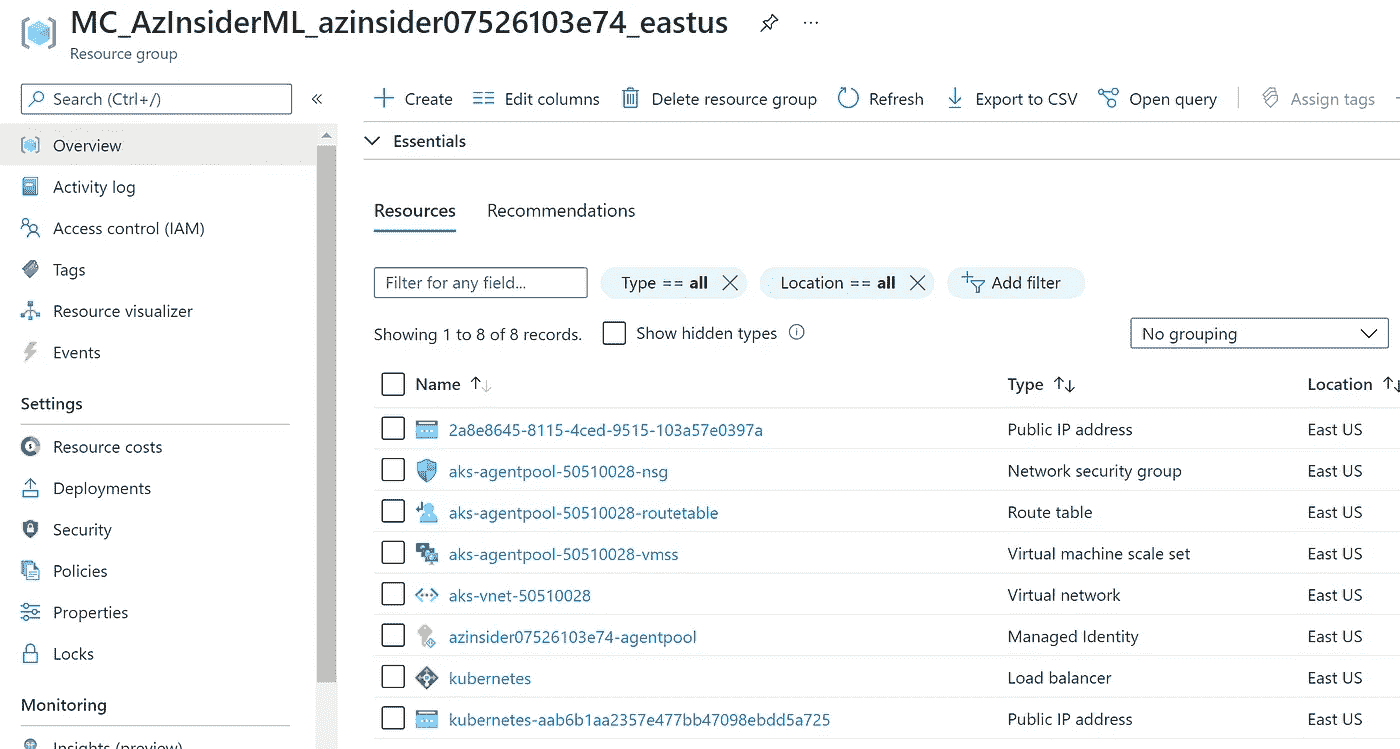 MC_AzInsiderML_azinsider07526103e74_eastus
Resource group
Search (Ctrl+/)
«
Overview
Activity log
Access control (IAM)
Tags
Resource visualizer
Events
Settings
Resource costs
Deployments
Security
Policies
Properties
Locks
Monitoring
Insights (preview)
Create Edit columns Delete resource group Refresh Export to CSV Open query Assign tags
Essentials
Resources Recommendations
Filter for any field... Type == all Location == all Add filter
Showing 1 to 8 of 8 records. Show hidden types No grouping
Name Type Location
2a8e8645-8115-4ced-9515-103a57e0397a Public IP address East US
aks-agentpool-50510028-nsg Network security group East US
aks-agentpool-50510028-routetable Route table East US
aks-agentpool-50510028-vmss Virtual machine scale set East US
aks-vnet-50510028 Virtual network East US
azinsider07526103e74-agentpool Managed Identity East US
kubernetes Load balancer East US
kubernetes-aab6b1aa2357e477bb47098ebdd5a725 Public IP address East US